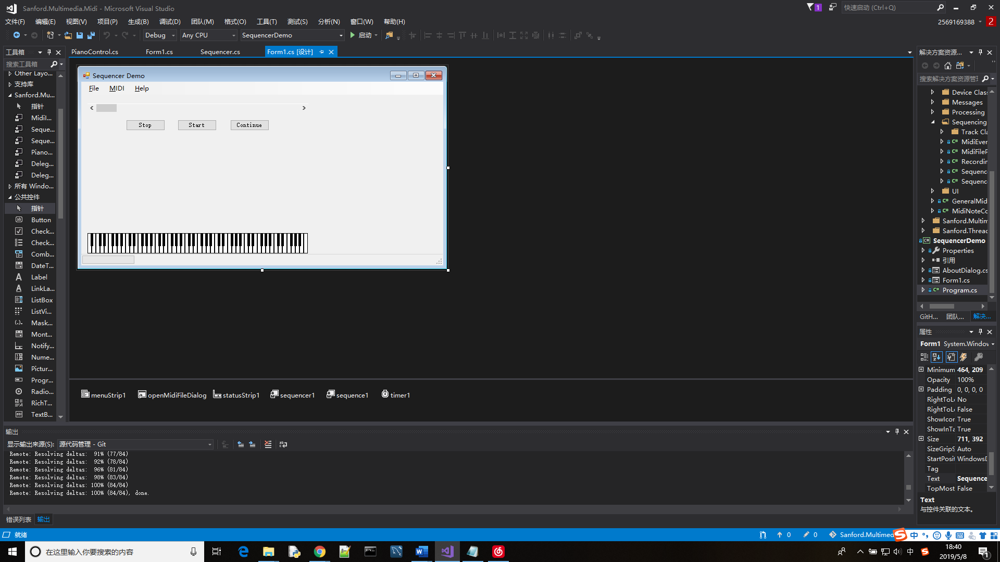 Sanford.Multimedia.Midi - Microsoft Visual Studio
1
快速启动 (Ctrl+Q)
文件(F) 编辑(E) 视图(V) 项目(P) 生成(B) 调试(D) 团队(M) 格式(O) 工具(T) 测试(S) 分析(N) 窗口(W) 帮助(H)
2569169388
2
Debug Any CPU SequencerDemo 启动
工具箱
搜索工具箱
Other Layo...
支持库
Sanford.Mu...
指针
MidiI...
Seque...
Seque...
Piano...
Deleg...
Deleg...
所有 Windo...
公共控件
指针
Button
Check...
Check...
Comb...
DateT...
Label
LinkLa...
ListBox
ListVi...
Mask...
Mont...
Notify...
Nume...
Pictur...
Progr...
Radio...
RichT...
TextB...
PianoControl.cs Form1.cs Sequencer.cs Form1.cs [设计]
Sequencer Demo
File MIDI Help
Stop Start Continue
menuStrip1 openMidiFileDialog statusStrip1 sequencer1 sequence1 timer1
解决方案资源...
搜索解决方案资源管理
Device Clas
Messages
Processing
Sequencing
Track Cla
MidiEver
MidiFileP
Recordin
Sequenc
Sequence
UI
GeneralMid
MidiNoteCo
Sanford.Multim
Sanford.Threac
SequencerDemo
Properties
引用
AboutDialog.cs
Form1.cs
Program.cs
GitH... 团队... 解决...
属性
Form1 System.Window
Minimum 464, 209
Opacity 100%
Padding 0, 0, 0, 0
RightToL No
RightToL False
ShowIcor True
ShowInTa True
Size 711, 392
SizeGripS Auto
StartPosit WindowsD
Tag
Text Sequence
TopMost False
Text
与控件关联的文本。
输出
显示输出来源(S): 源代码管理 - Git
Remote: Resolving deltas: 91% (77/84)
Remote: Resolving deltas: 92% (78/84)
Remote: Resolving deltas: 96% (81/84)
Remote: Resolving deltas: 98% (83/84)
Remote: Resolving deltas: 100% (84/84)
Remote: Resolving deltas: 100% (84/84), done.
错误列表 输出
就绪
0 0 Sanford.Multimed
中
在这里输入你要搜索的内容
中
18:40
2019/5/8
1